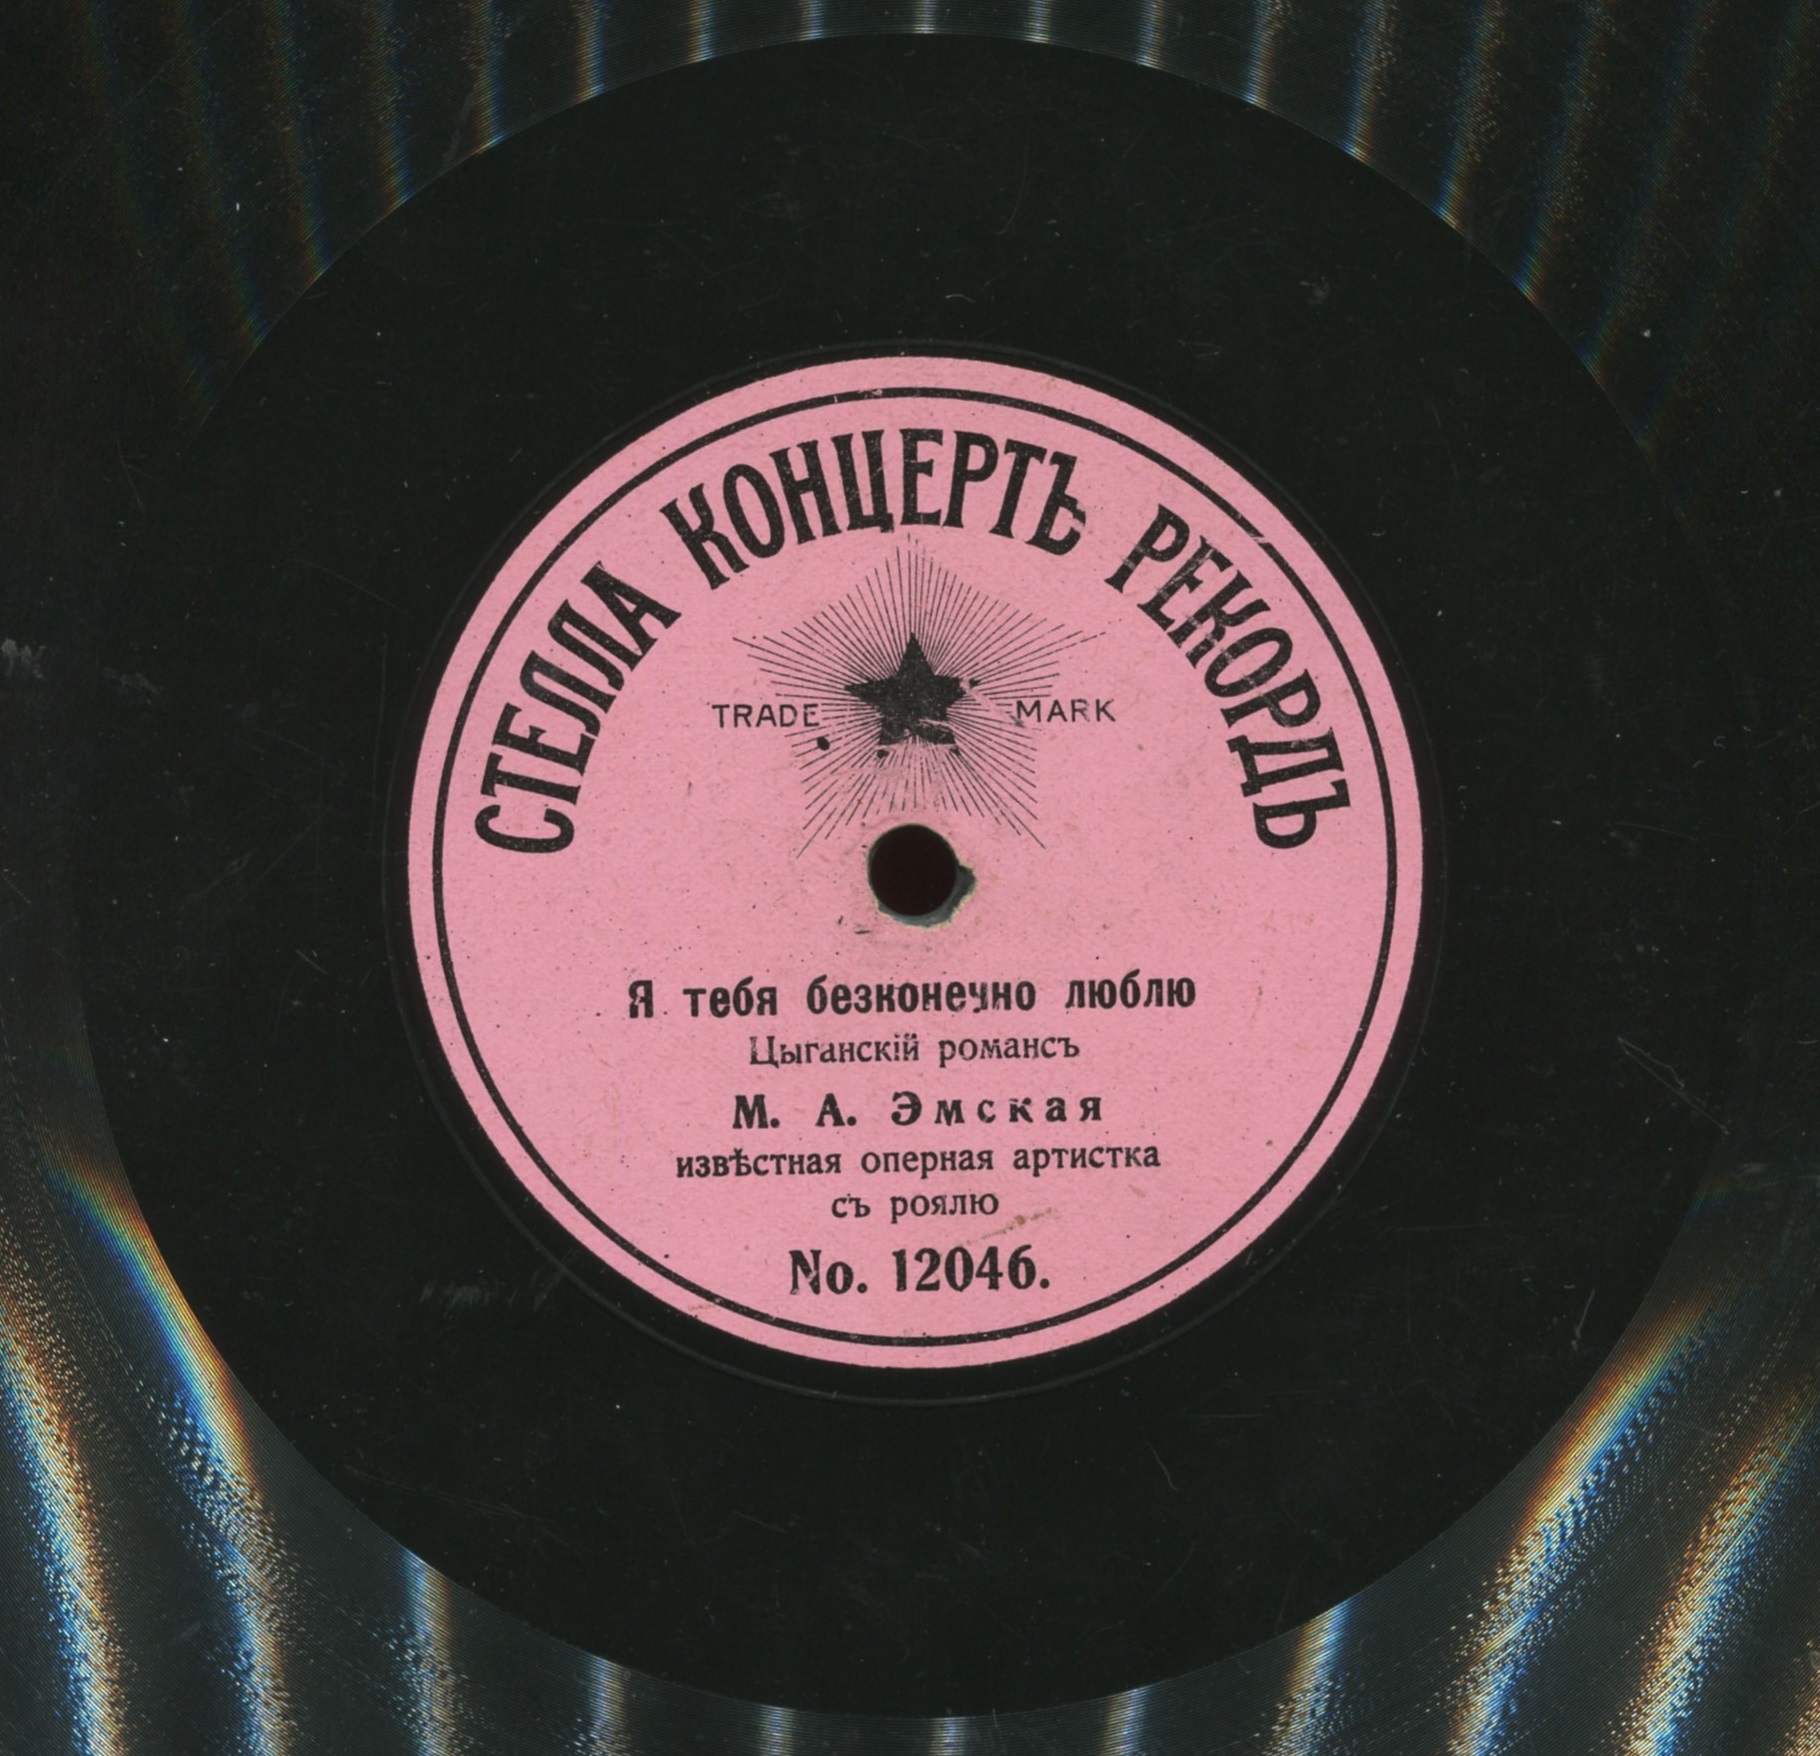 СТЕЛЛА КОНЦЕРТЪ РЕКОРДЪ
TRADE MARK
Я тебя безконечно люблю
Цыганскій романсъ
М. А. Эмская
извѣстная оперная артистка
съ роялю
No. 12046.